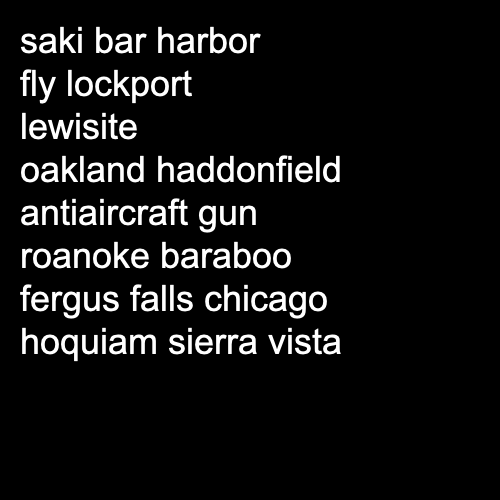 saki bar harbor
fly lockport
lewisite
oakland haddonfield
antiaircraft gun
roanoke baraboo
fergus falls chicago
hoquiam sierra vista